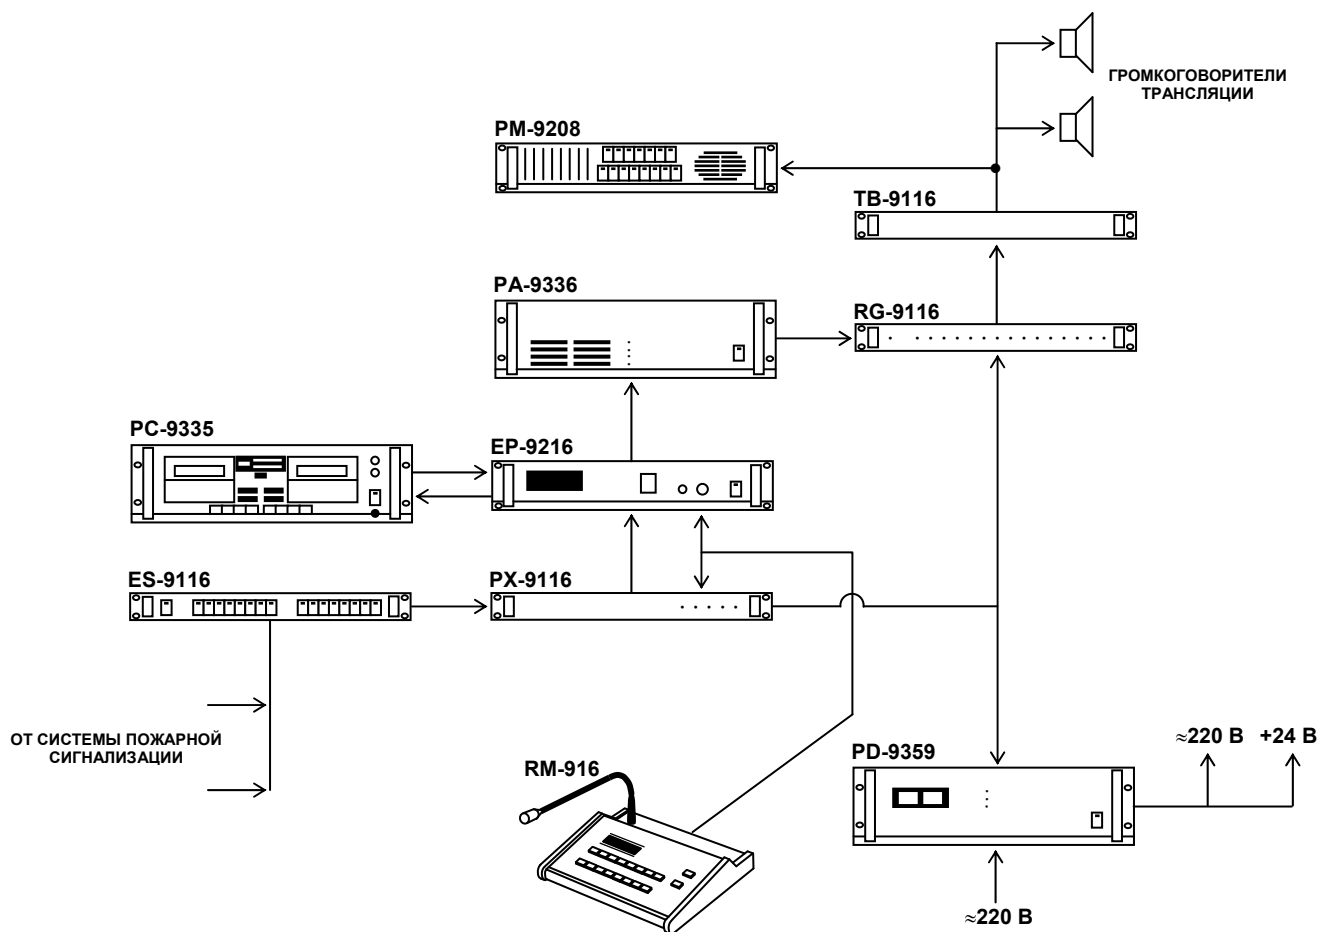 ГРОМКОГОВОРИТЕЛИ
ТРАНСЛЯЦИИ
PM-9208
TB-9116
PA-9336
RG-9116
PC-9335
EP-9216
ES-9116
PX-9116
ОТ СИСТЕМЫ ПОЖАРНОЙ
СИГНАЛИЗАЦИИ
RM-916
PD-9359
≈220 В
+24 В
≈220 В